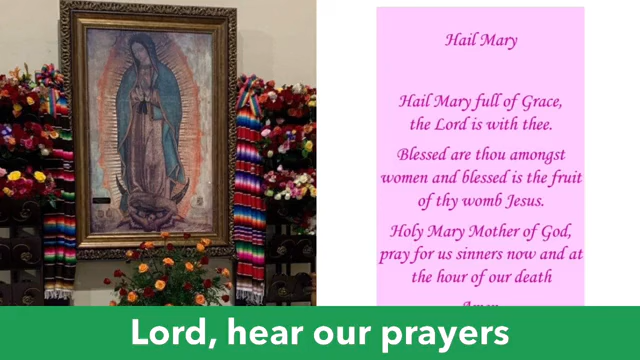 Hail Mary
Hail Mary full of Grace,
the Lord is with thee.
Blessed are thou amongst
women and blessed is the fruit
of thy womb Jesus.
Holy Mary Mother of God,
pray for us sinners now and at
the hour of our death
Amen
Lord, hear our prayers